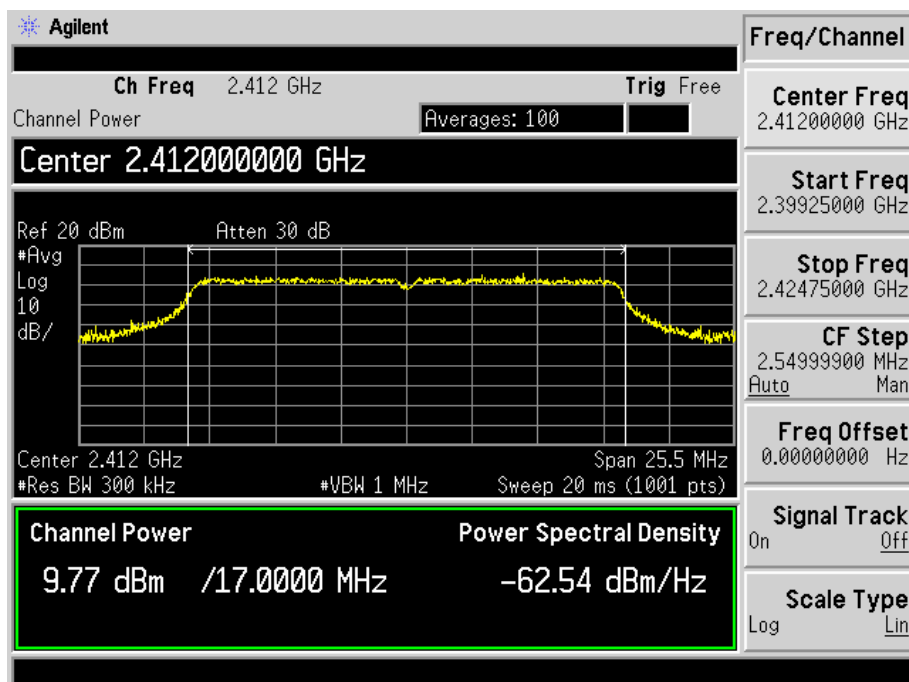 Agilent
Freq/Channel
Ch Freq 2.412 GHz Trig Free
Channel Power Averages: 100
Center 2.412000000 GHz
Ref 20 dBm Atten 30 dB
#Avg
Log
10
dB/
Center 2.412 GHz Span 25.5 MHz
#Res BW 300 kHz #VBW 1 MHz Sweep 20 ms (1001 pts)
Channel Power Power Spectral Density
9.77 dBm /17.0000 MHz -62.54 dBm/Hz
Center Freq
2.41200000 GHz
Start Freq
2.39925000 GHz
Stop Freq
2.42475000 GHz
CF Step
2.54999900 MHz
Auto Man
Freq Offset
0.00000000 Hz
Signal Track
On Off
Scale Type
Log Lin